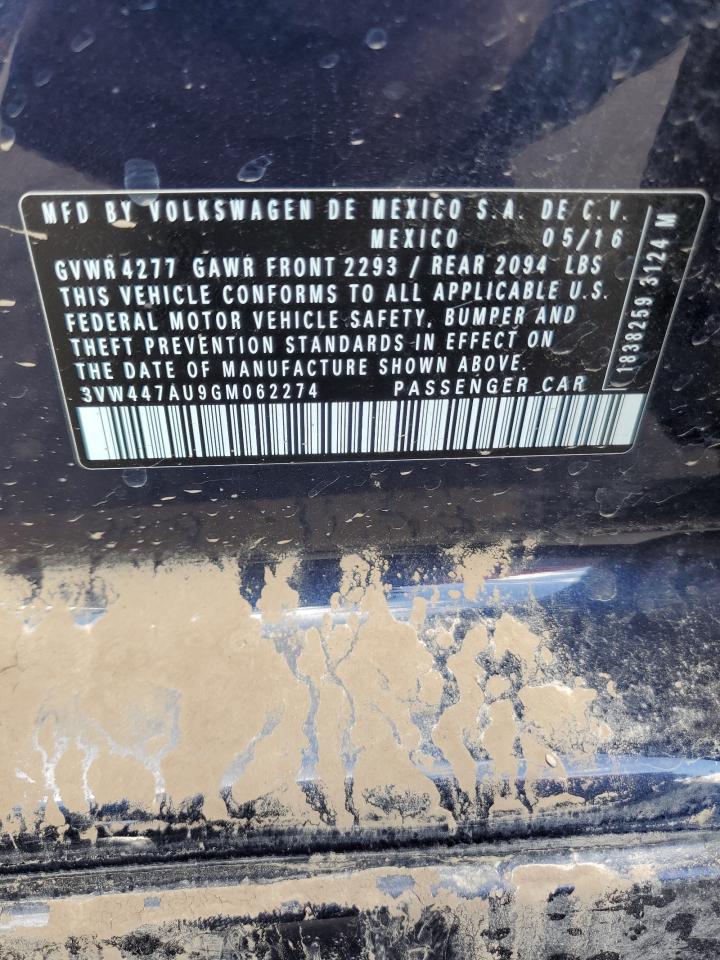 MFD BY VOLKSWAGEN DE MEXICO S.A. DE C.V.
MEXICO 05/16
GVWR 4277 GAWR FRONT 2293 / REAR 2094 LBS
THIS VEHICLE CONFORMS TO ALL APPLICABLE U.S.
FEDERAL MOTOR VEHICLE SAFETY, BUMPER AND
THEFT PREVENTION STANDARDS IN EFFECT ON
THE DATE OF MANUFACTURE SHOWN ABOVE.
3VW447AU9GM062274 PASSENGER CAR
1838259 3124 M